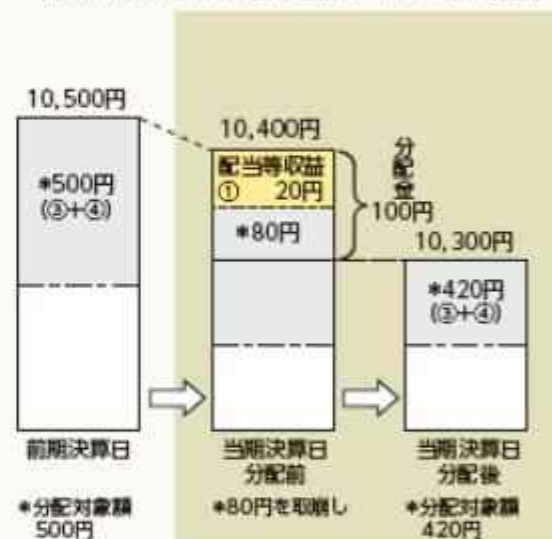 10,500円
*500円
(③+④)
前期決算日
*分配対象額
500円
10,400円
配当等収益
① 20円
*80円
分配金
100円
当期決算日
分配前
*80円を取崩し
10,300円
*420円
(③+④)
当期決算日
分配後
*分配対象額
420円